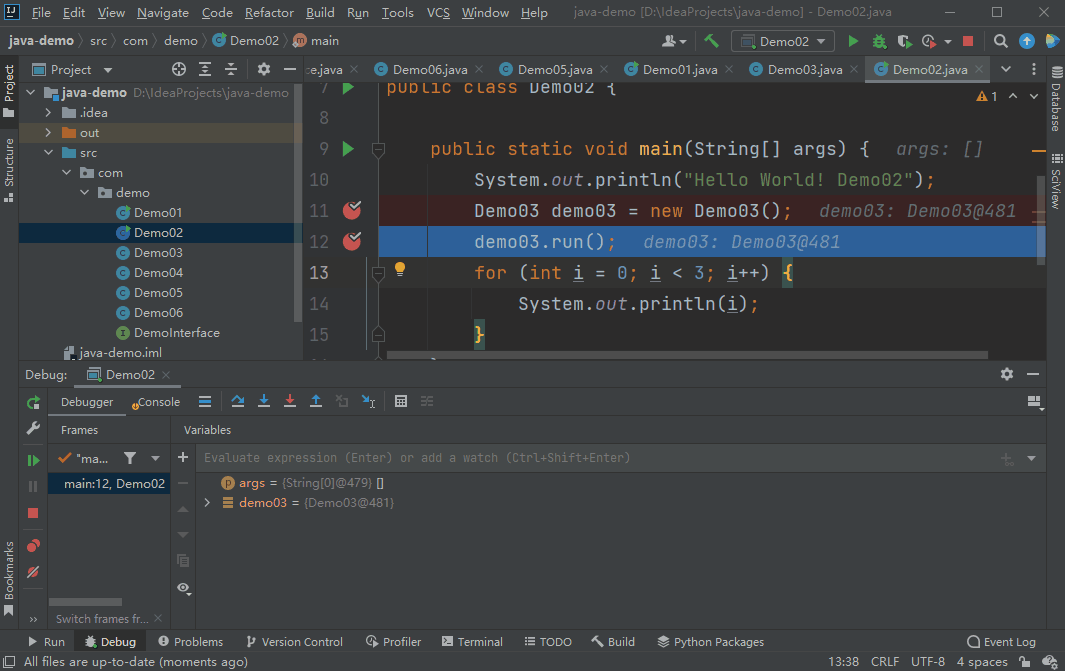 File Edit View Navigate Code Refactor Build Run Tools VCS Window Help java-demo [D:\IdeaProjects\java-demo] - Demo02.java
java-demo src com demo Demo02 main Demo02
Project
Project
ce.java Demo06.java Demo05.java Demo01.java Demo03.java Demo02.java
java-demo D:\IdeaProjects\java-demo
.idea
out
src
com
demo
Demo01
Demo02
Demo03
Demo04
Demo05
Demo06
DemoInterface
java-demo.iml
Structure
Bookmarks
Database
SciView
1
7 public class Demo02 {
8
9 public static void main(String[] args) { args: []
10 System.out.println("Hello World! Demo02");
11 Demo03 demo03 = new Demo03(); demo03: Demo03@481
12 demo03.run(); demo03: Demo03@481
13 for (int i = 0; i < 3; i++) {
14 System.out.println(i);
15 }
Debug: Demo02
Debugger Console
Frames Variables
"ma... Evaluate expression (Enter) or add a watch (Ctrl+Shift+Enter)
main:12, Demo02
args = {String[0]@479} []
demo03 = {Demo03@481}
Switch frames fr...
Run Debug Problems Version Control Profiler Terminal TODO Build Python Packages Event Log
All files are up-to-date (moments ago) 13:38 CRLF UTF-8 4 spaces